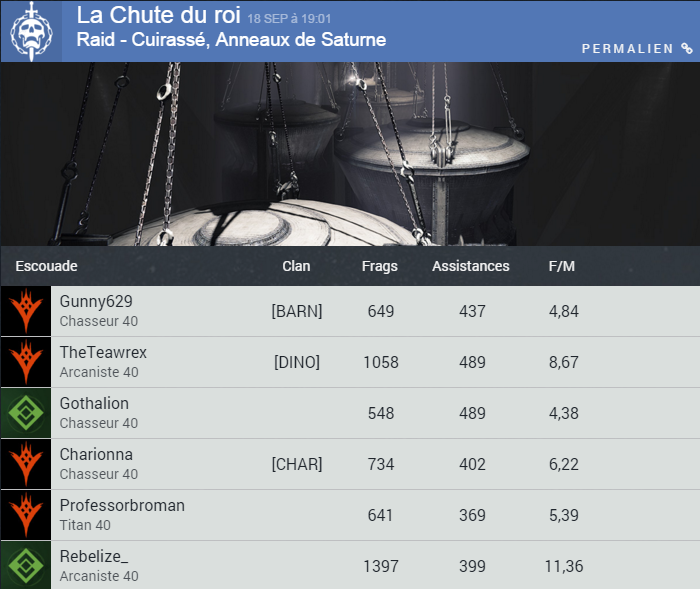 La Chute du roi 18 SEP à 19:01
Raid - Cuirassé, Anneaux de Saturne
PERMALIEN
Escouade Clan Frags Assistances F/M
Gunny629 [BARN] 649 437 4,84
Chasseur 40
TheTeawrex [DINO] 1058 489 8,67
Arcaniste 40
Gothalion 548 489 4,38
Chasseur 40
Charionna [CHAR] 734 402 6,22
Chasseur 40
Professorbroman 641 369 5,39
Titan 40
Rebelize_ 1397 399 11,36
Arcaniste 40